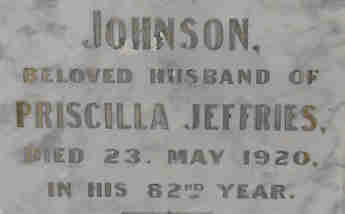 JOHNSON.
BELOVED HUSBAND OF
PRISCILLA JEFFRIES,
DIED 23. MAY 1920,
IN HIS 82ND YEAR.